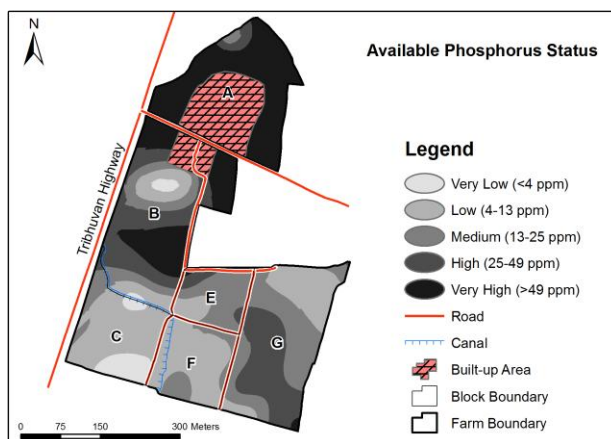 N
Available Phosphorus Status
Tribhuvan Highway
A
B
C
E
F
G
Legend
Very Low (<4 ppm)
Low (4-13 ppm)
Medium (13-25 ppm)
High (25-49 ppm)
Very High (>49 ppm)
Road
Canal
Built-up Area
Block Boundary
Farm Boundary
0 75 150 300 Meters